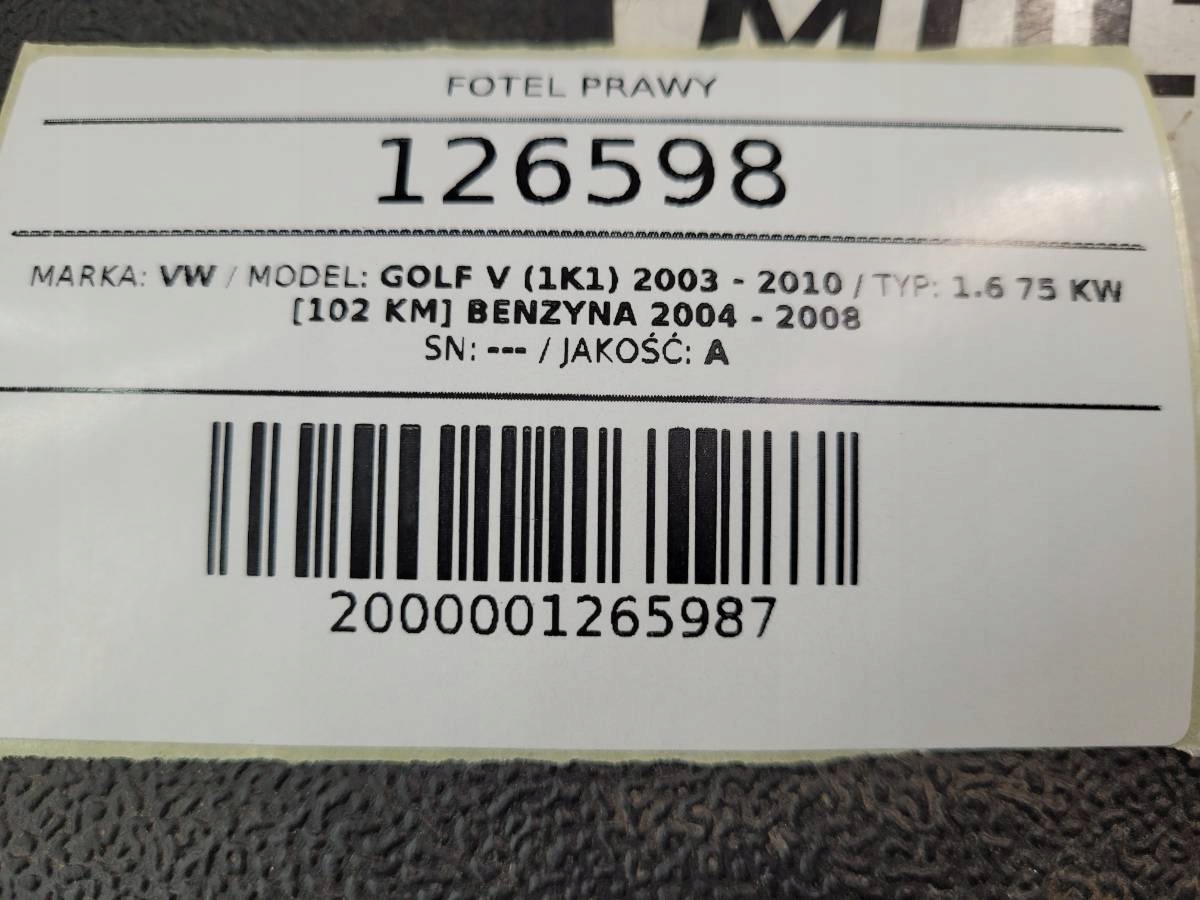 FOTEL PRAWY
126598
MARKA: VW / MODEL: GOLF V (1K1) 2003 - 2010 / TYP: 1.6 75 KW
[102 KM] BENZYNA 2004 - 2008
SN: --- / JAKOŚĆ: A
2000001265987